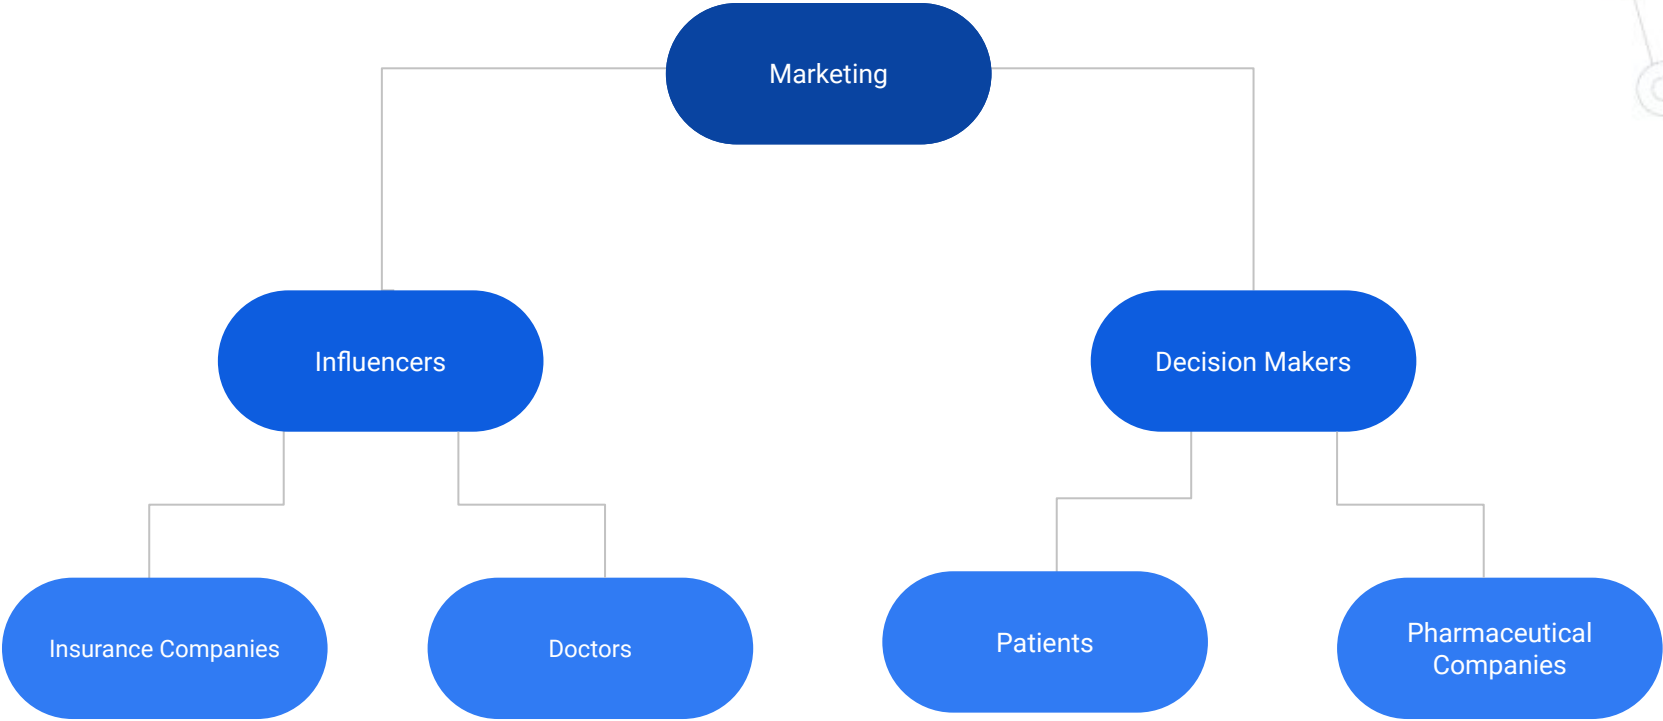 Marketing
Influencers
Decision Makers
Insurance Companies
Doctors
Patients
Pharmaceutical
Companies